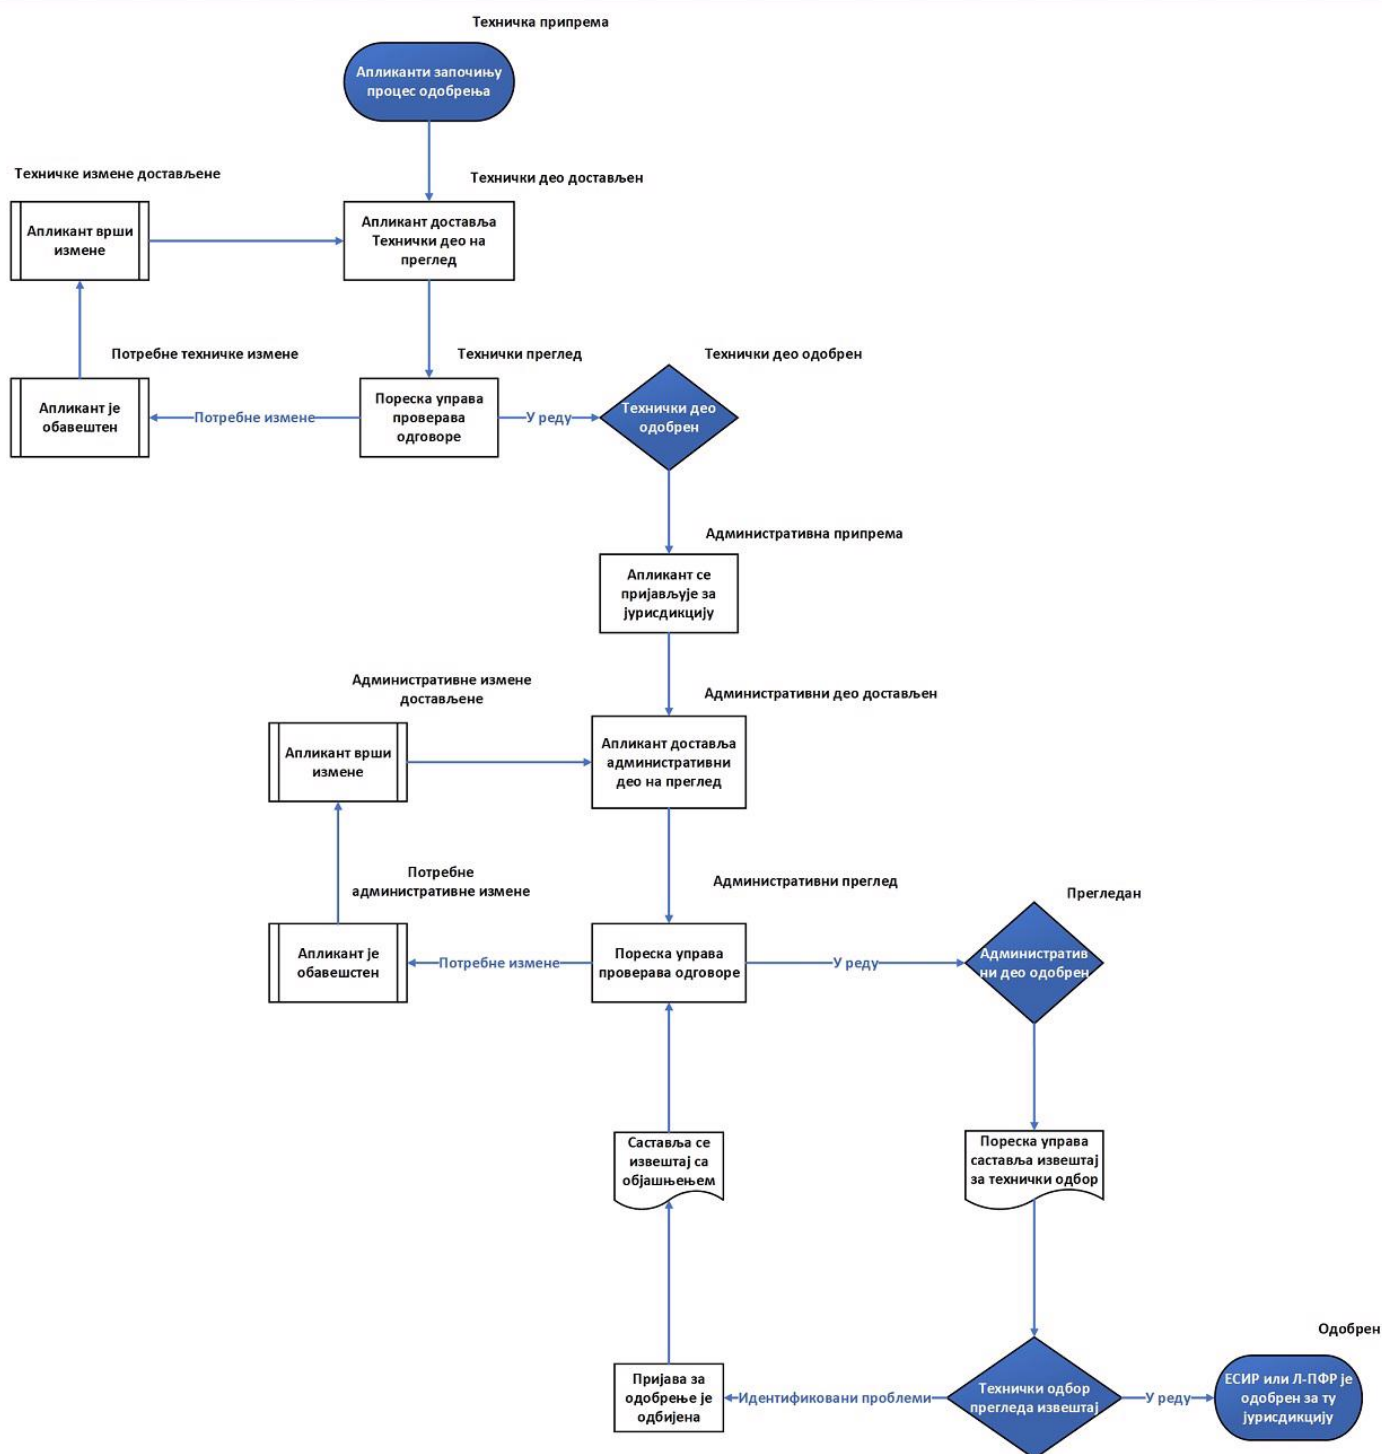 Техничка припрема
Апликанти започињу
процес одобрења
Техничке измене достављене
Технички део достављен
Апликант врши
измене
Апликант доставља
Технички део на
преглед
Потребне техничке измене
Технички преглед
Технички део одобрен
Апликант је
обавештен
Потребне измене
Пореска управа
проверава
одговоре
У реду
Технички део
одобрен
Административна припрема
Апликант се
пријављује за
јурисдикцију
Административне измене
достављене
Административни део достављен
Апликант врши
измене
Апликант доставља
административни
део на преглед
Потребне
административне измене
Административни преглед
Прегледан
Апликант је
обавешстен
Потребне измене
Пореска управа
проверава одговоре
У реду
Административ
ни део одобрен
Саставља се
извештај са
објашњењем
Пореска управа
саставља извештај
за технички одбор
Одобрен
Пријава за
одобрење је
одбијена
Идентификовани проблеми
Технички одбор
прегледа извештај
У реду
ЕСИР или Л-ПФР је
одобрен за ту
јурисдикцију